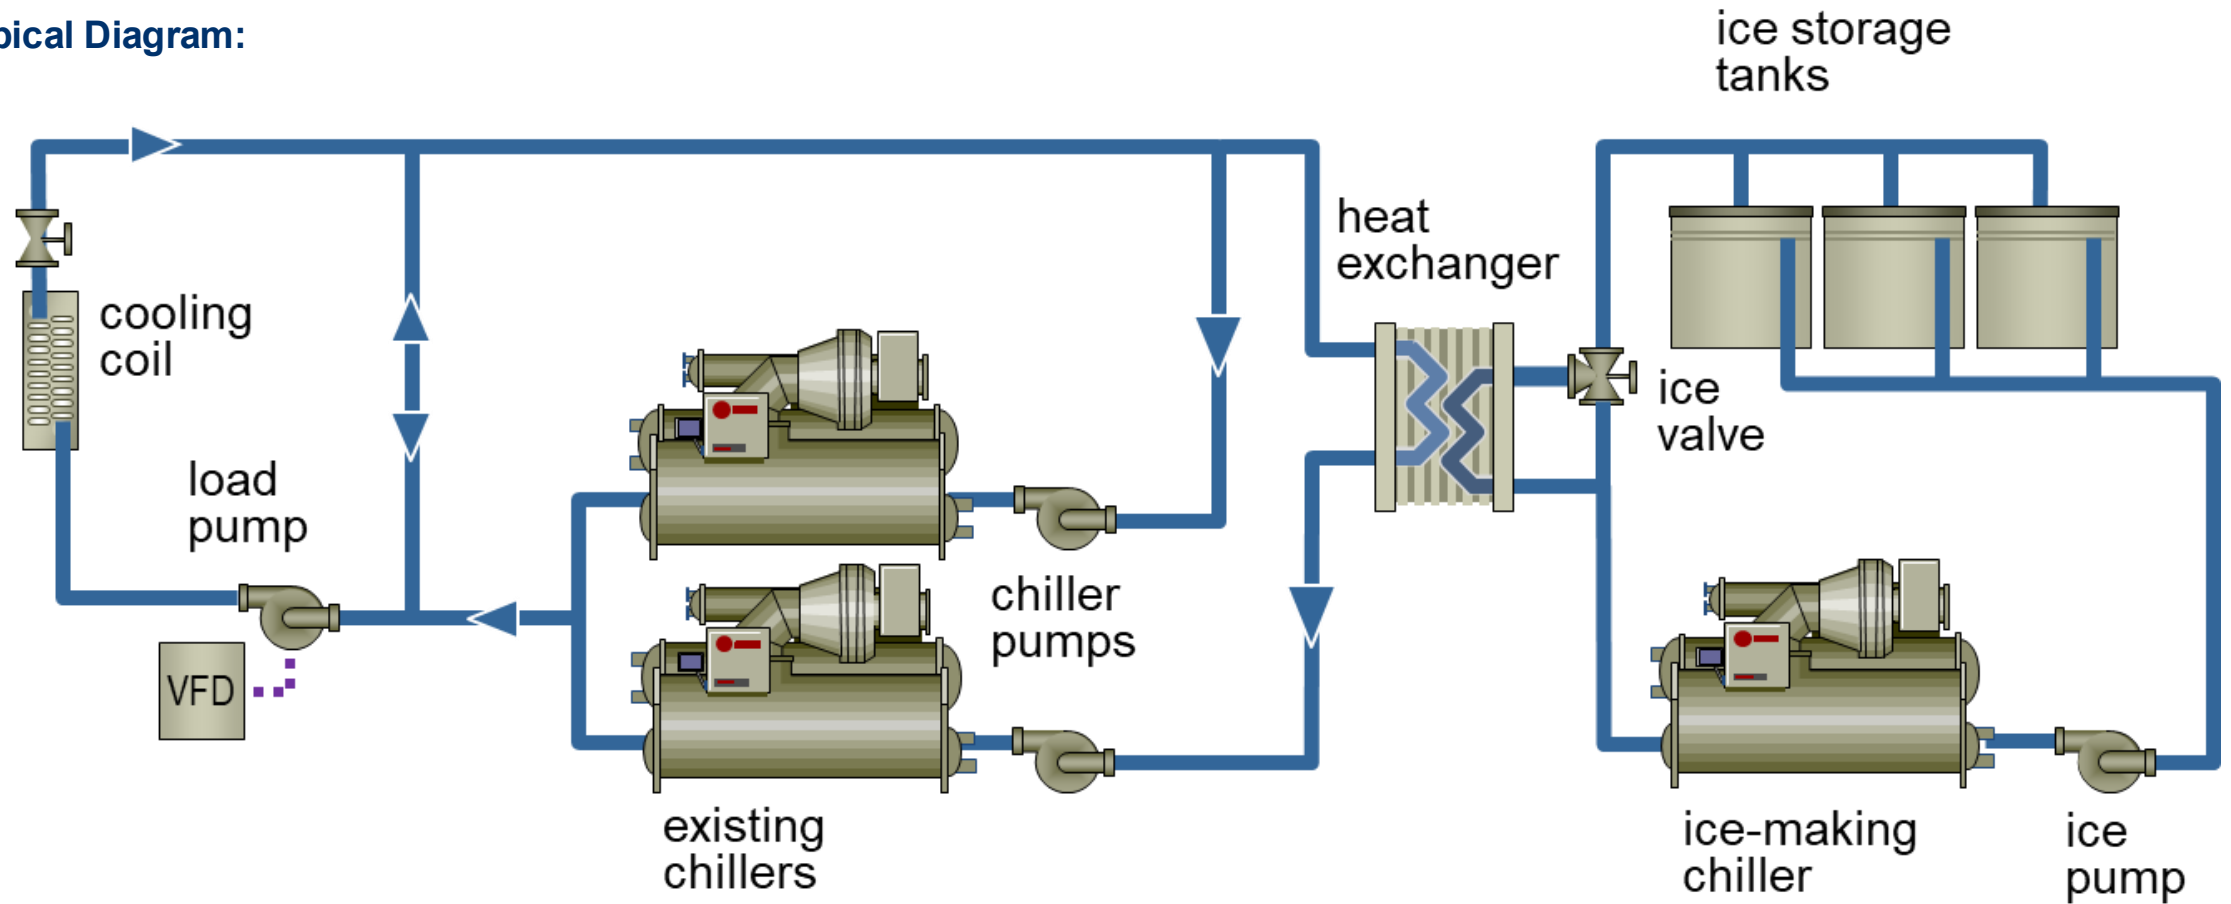 pical Diagram:
ice storage
tanks
heat
exchanger
cooling
coil
ice
valve
load
pump
chiller
pumps
VFD
existing
chillers
ice-making
chiller
ice
pump